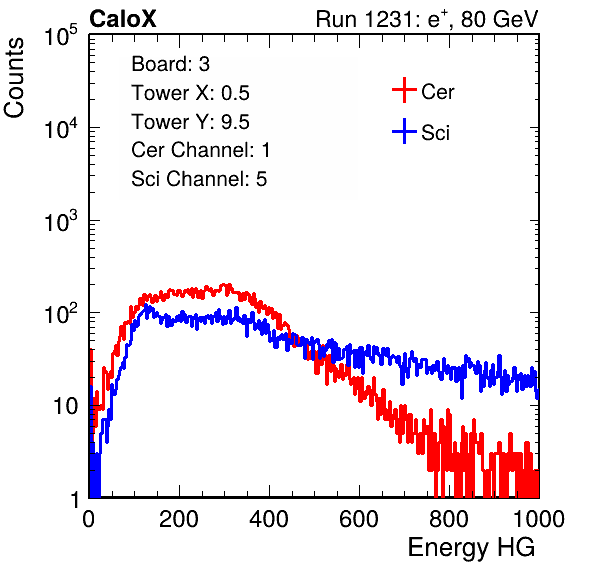 CaloX Run 1231: e⁺, 80 GeV
Counts
Board: 3
Tower X: 0.5
Tower Y: 9.5
Cer Channel: 1
Sci Channel: 5
Cer
Sci
10⁵
10⁴
10³
10²
10
1
0 200 400 600 800 1000
Energy HG